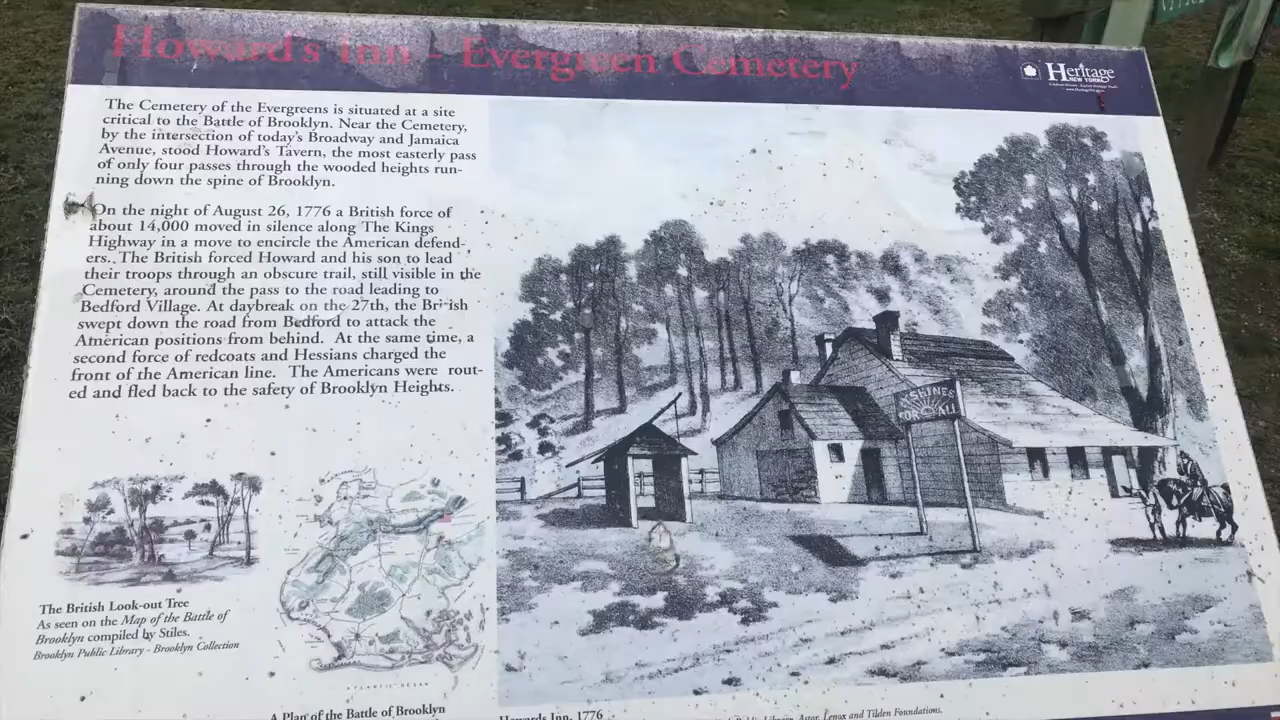 Howard's Inn - Evergreen Cemetery
Heritage
NEW YORK
The Cemetery of the Evergreens is situated at a site
critical to the Battle of Brooklyn. Near the Cemetery,
by the intersection of today's Broadway and Jamaica
Avenue, stood Howard's Tavern, the most easterly pass
of only four passes through the wooded heights run-
ning down the spine of Brooklyn.
On the night of August 26, 1776 a British force of
about 14,000 moved in silence along The Kings
Highway in a move to encircle the American defend-
ers. The British forced Howard and his son to lead
their troops through an obscure trail, still visible in the
Cemetery, around the pass to the road leading to
Bedford Village. At daybreak on the 27th, the British
swept down the road from Bedford to attack the
American positions from behind. At the same time, a
second force of redcoats and Hessians charged the
front of the American line. The Americans were rout-
ed and fled back to the safety of Brooklyn Heights.
FOR ALL
The British Look-out Tree
As seen on the Map of the Battle of
Brooklyn compiled by Stiles.
Brooklyn Public Library - Brooklyn Collection
ATLANTIC OCEAN
A Plan of the Battle of Brooklyn
Howards Inn, 1776
Public Library, Astor, Lenox and Tilden Foundations.